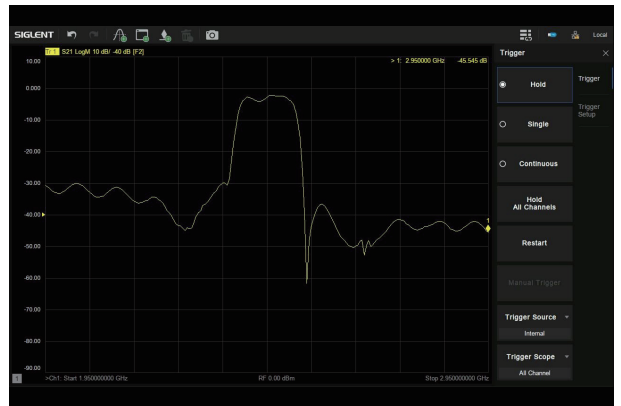 SIGLENT
Local
Tr 1 S21 LogM 10 dB/ -40 dB [F2]
> 1: 2.950000 GHz -45.545 dB
10.00
0.000
-10.00
-20.00
-30.00
-40.00
-50.00
-60.00
-70.00
-80.00
-90.00
1
1
>Ch1: Start 1.950000000 GHz
RF 0.00 dBm
Stop 2.950000000 GHz
Trigger
Hold
Single
Continuous
Hold
All Channels
Restart
Manual Trigger
Trigger Source
Internal
Trigger Scope
All Channel
Trigger
Trigger
Setup